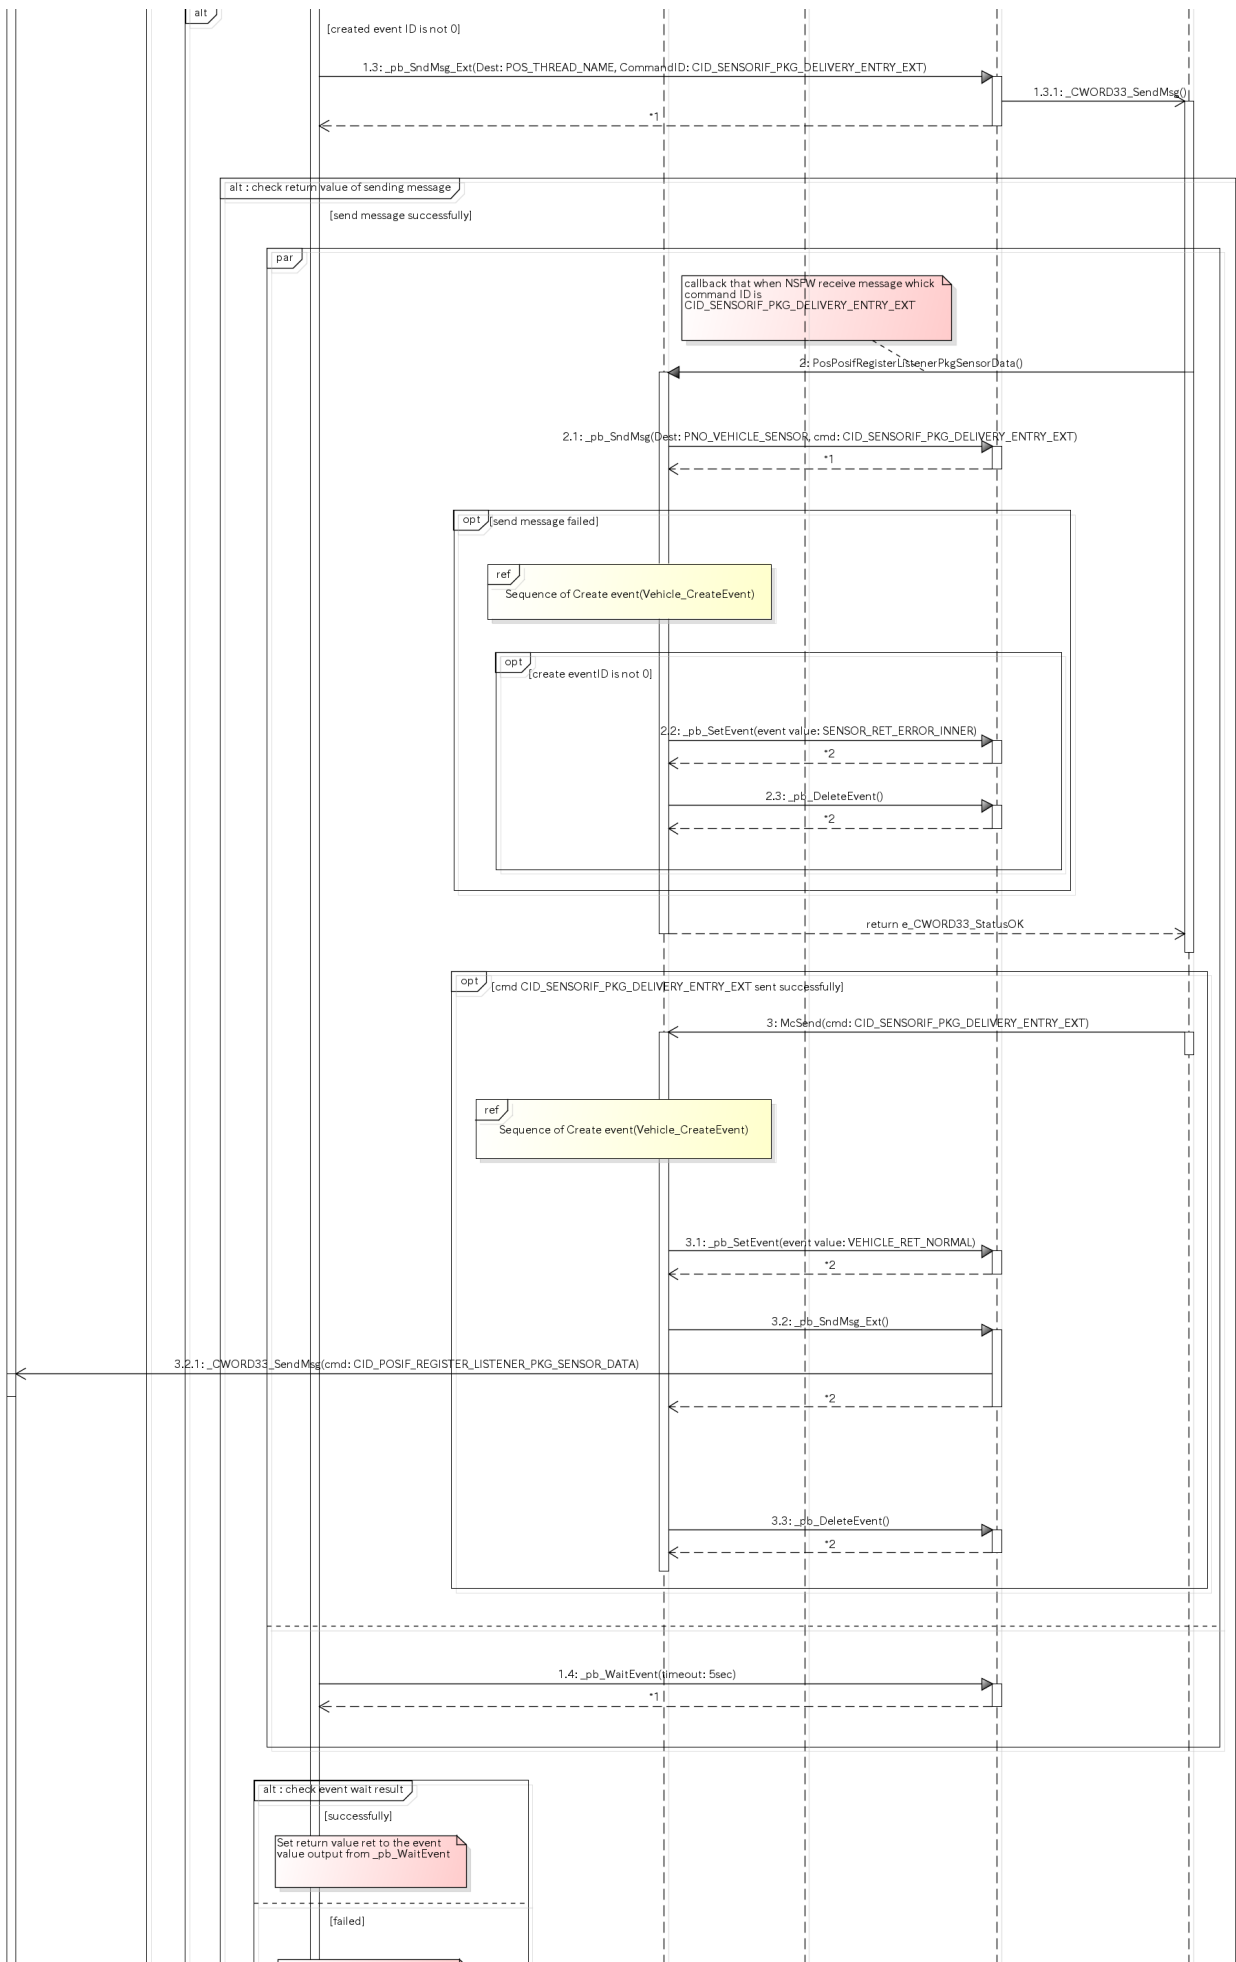 alt
[created event ID is not 0]
1.3: _pb_SndMsg_Ext(Dest: POS_THREAD_NAME, CommandID: CID_SENSORIF_PKG_DELIVERY_ENTRY_EXT)
1.3.1: _CWORD33_SendMsg()
*1
alt : check return value of sending message
[send message successfully]
par
callback that when NSFW receive message whick
command ID is
CID_SENSORIF_PKG_DELIVERY_ENTRY_EXT
2: PosPosifRegisterListenerPkgSensorData()
2.1: _pb_SndMsg(Dest: PNO_VEHICLE_SENSOR, cmd: CID_SENSORIF_PKG_DELIVERY_ENTRY_EXT)
*1
opt [send message failed]
ref
Sequence of Create event(Vehicle_CreateEvent)
opt
[create eventID is not 0]
2.2: _pb_SetEvent(event value: SENSOR_RET_ERROR_INNER)
*2
2.3: _pb_DeleteEvent()
*2
return e_CWORD33_StatusOK
opt [cmd CID_SENSORIF_PKG_DELIVERY_ENTRY_EXT sent successfully]
3: McSend(cmd: CID_SENSORIF_PKG_DELIVERY_ENTRY_EXT)
ref
Sequence of Create event(Vehicle_CreateEvent)
3.1: _pb_SetEvent(event value: VEHICLE_RET_NORMAL)
*2
3.2: _pb_SndMsg_Ext()
3.2.1: _CWORD33_SendMsg(cmd: CID_POSIF_REGISTER_LISTENER_PKG_SENSOR_DATA)
*2
3.3: _pb_DeleteEvent()
*2
1.4: _pb_WaitEvent(timeout: 5sec)
*1
alt : check event wait result
[successfully]
Set return value ret to the event
value output from _pb_WaitEvent
[failed]